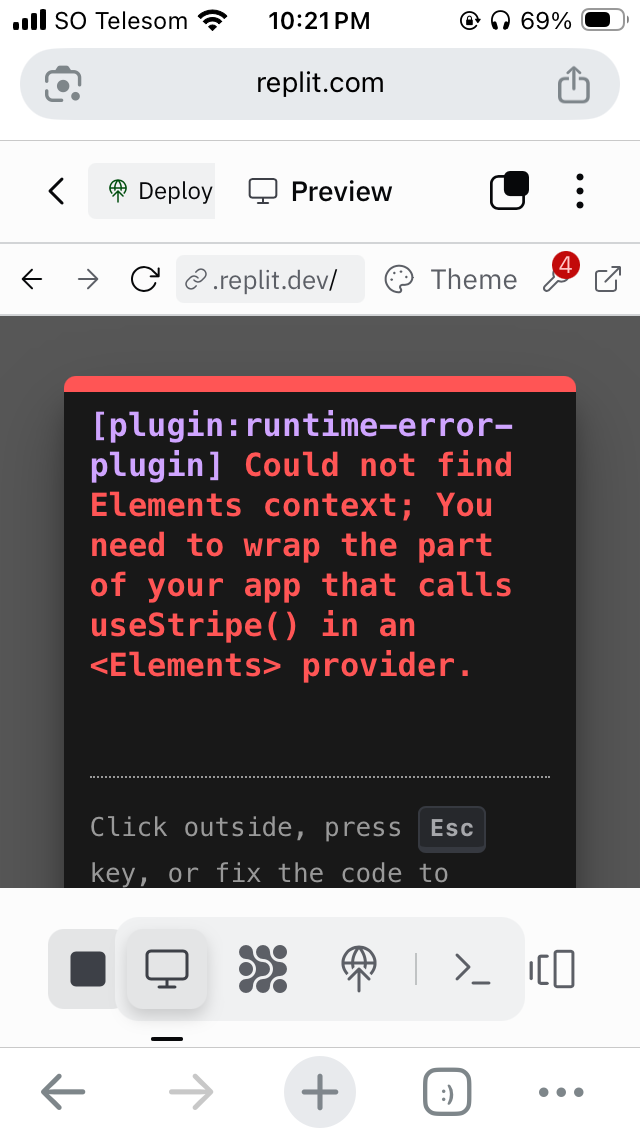 SO Telesom 10:21 PM 69%
replit.com
Deploy Preview
.replit.dev/ Theme 4
[plugin:runtime-error-
plugin] Could not find
Elements context; You
need to wrap the part
of your app that calls
useStripe() in an
<Elements> provider.
Click outside, press Esc
key, or fix the code to
:)